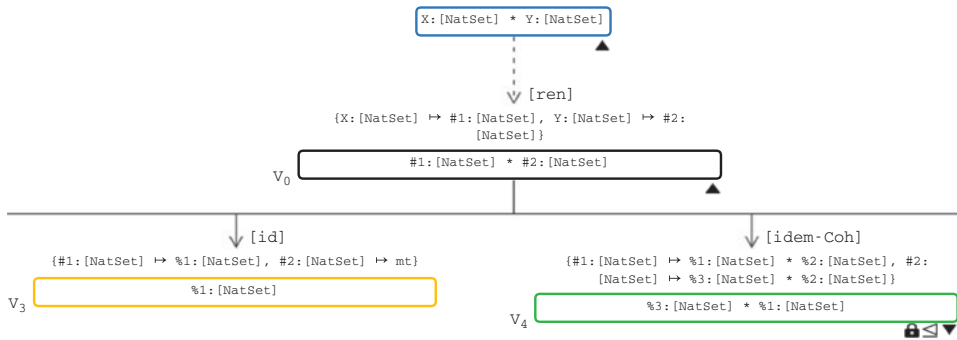 X:[NatSet] * Y:[NatSet]
[ren]
{X:[NatSet] ↦ #1:[NatSet], Y:[NatSet] ↦ #2:
[NatSet]}
#1:[NatSet] * #2:[NatSet]
V0
[id]
{#1:[NatSet] ↦ %1:[NatSet], #2:[NatSet] ↦ mt}
%1:[NatSet]
V3
[idem-Coh]
{#1:[NatSet] ↦ %1:[NatSet] * %2:[NatSet], #2:
[NatSet] ↦ %3:[NatSet] * %2:[NatSet]}
%3:[NatSet] * %1:[NatSet]
V4